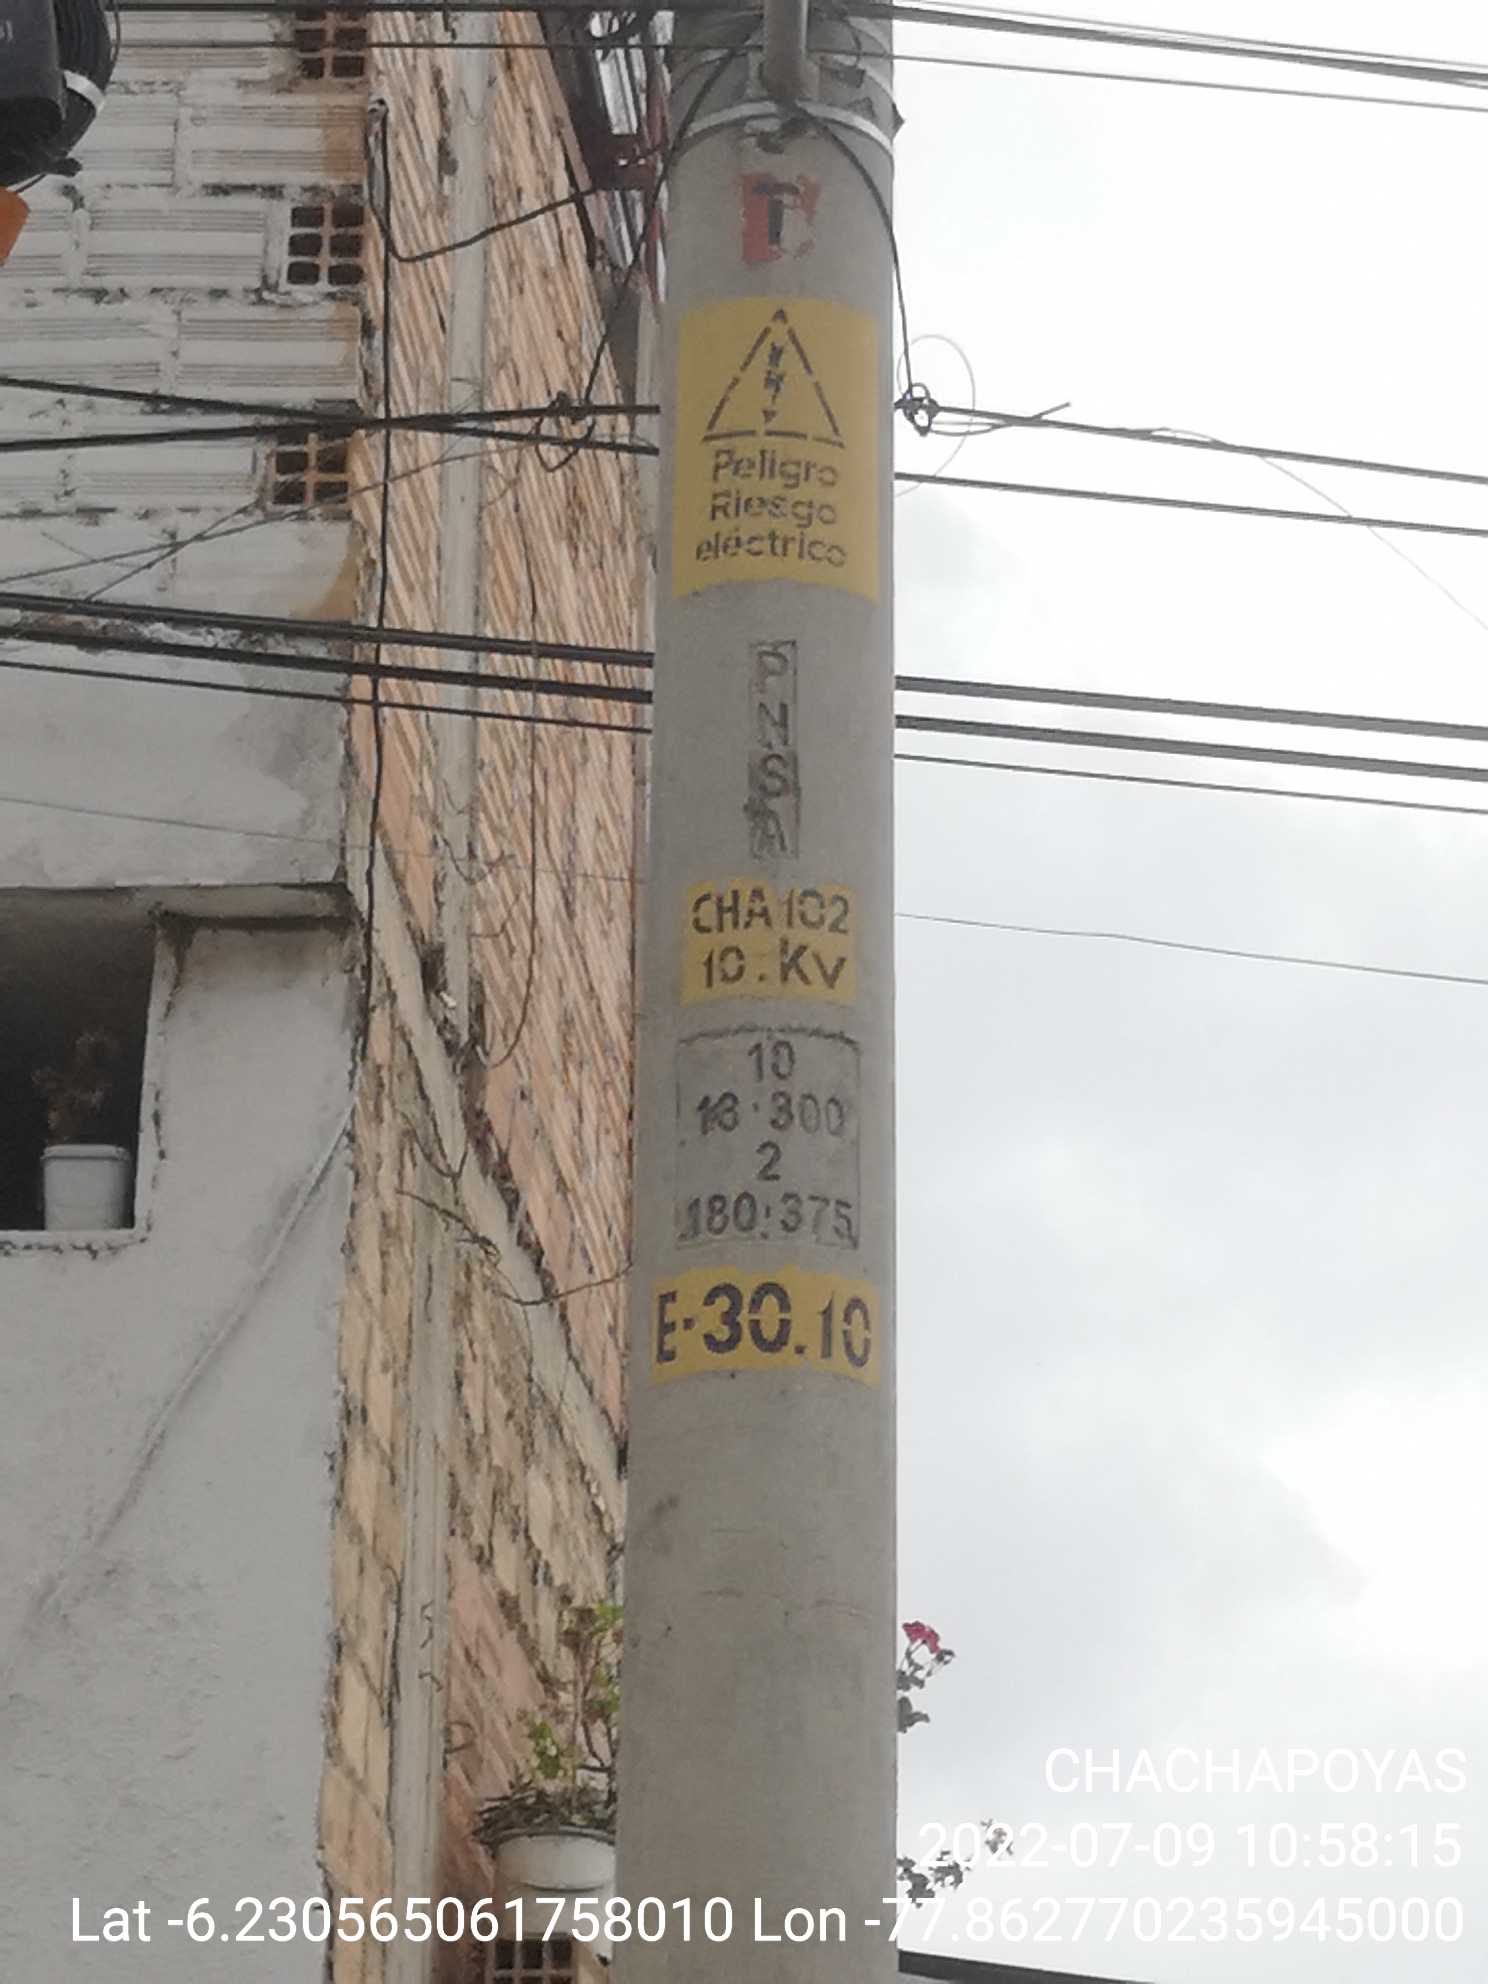 Peligro
Riesgo
eléctrico
P
N
S
A
CHA 102
10.Kv
10
13·300
2
180:375
E·30.10
CHACHAPOYAS
2022-07-09 10:58:15
Lat -6.230565061758010 Lon -77.862770235945000